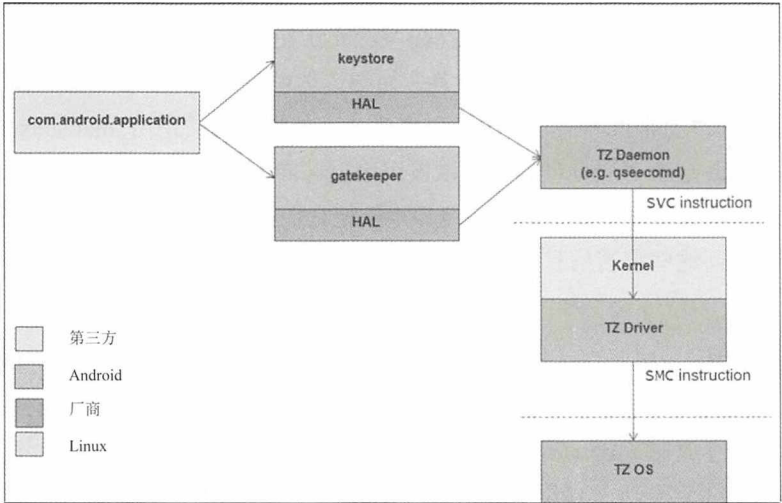 keystore
HAL
com.android.application
gatekeeper
HAL
TZ Daemon
(e.g. qseecomd)
SVC instruction
Kernel
TZ Driver
SMC instruction
TZ OS
第三方
Android
厂商
Linux